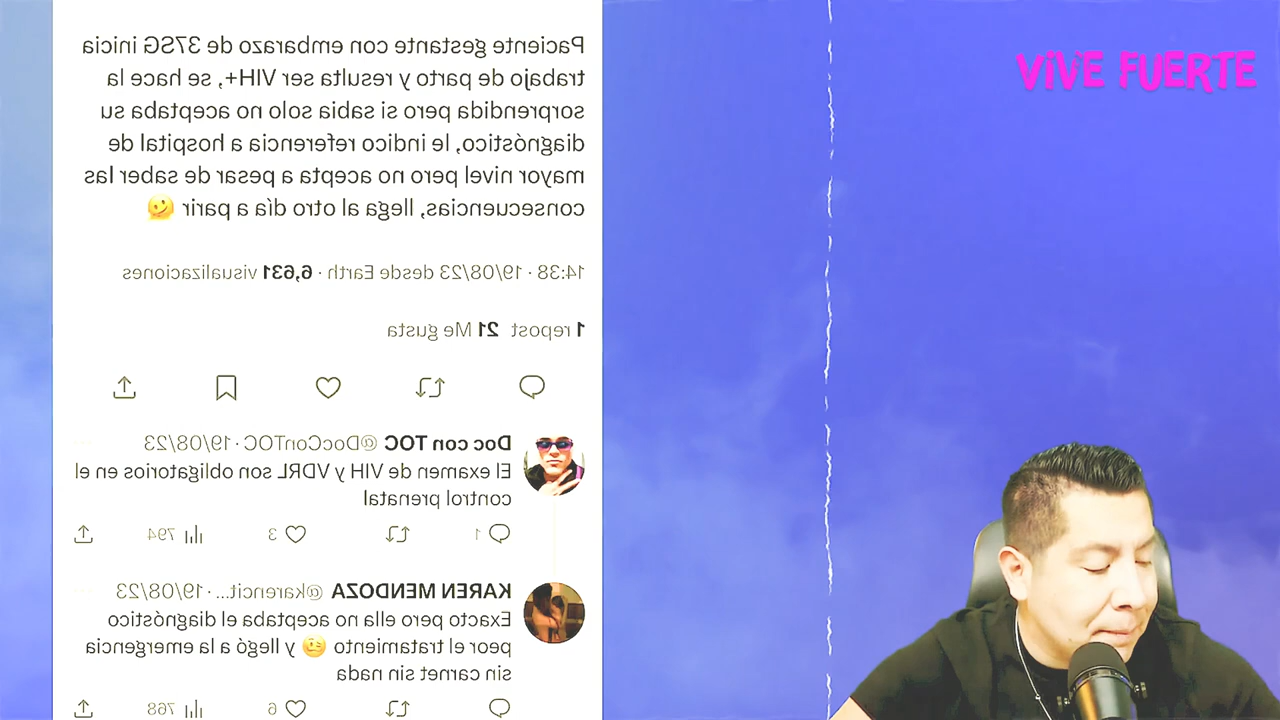 Paciente gestante con embarazo de 37SG inicia
trabajo de parto y resulta ser VIH+, se hace la
sorprendida pero si sabia solo no aceptaba su
diagnóstico, le indico referencia a hospital de
mayor nivel pero no acepta a pesar de saber las
consecuencias, llega al otro día a parir 🫠
14:38 · 19/08/23 desde Earth · 6,631 visualizaciones
1 repost 21 Me gusta
Doc con TOC @DocConTOC · 19/08/23
El examen de VIH y VDRL son obligatorios en el
control prenatal
1 3 794
KAREN MENDOZA @karencit... · 19/08/23
Exacto pero ella no aceptaba el diagnóstico
peor el tratamiento 🥴 y llegó a la emergencia
sin carnet sin nada
6 768
VIVE FUERTE